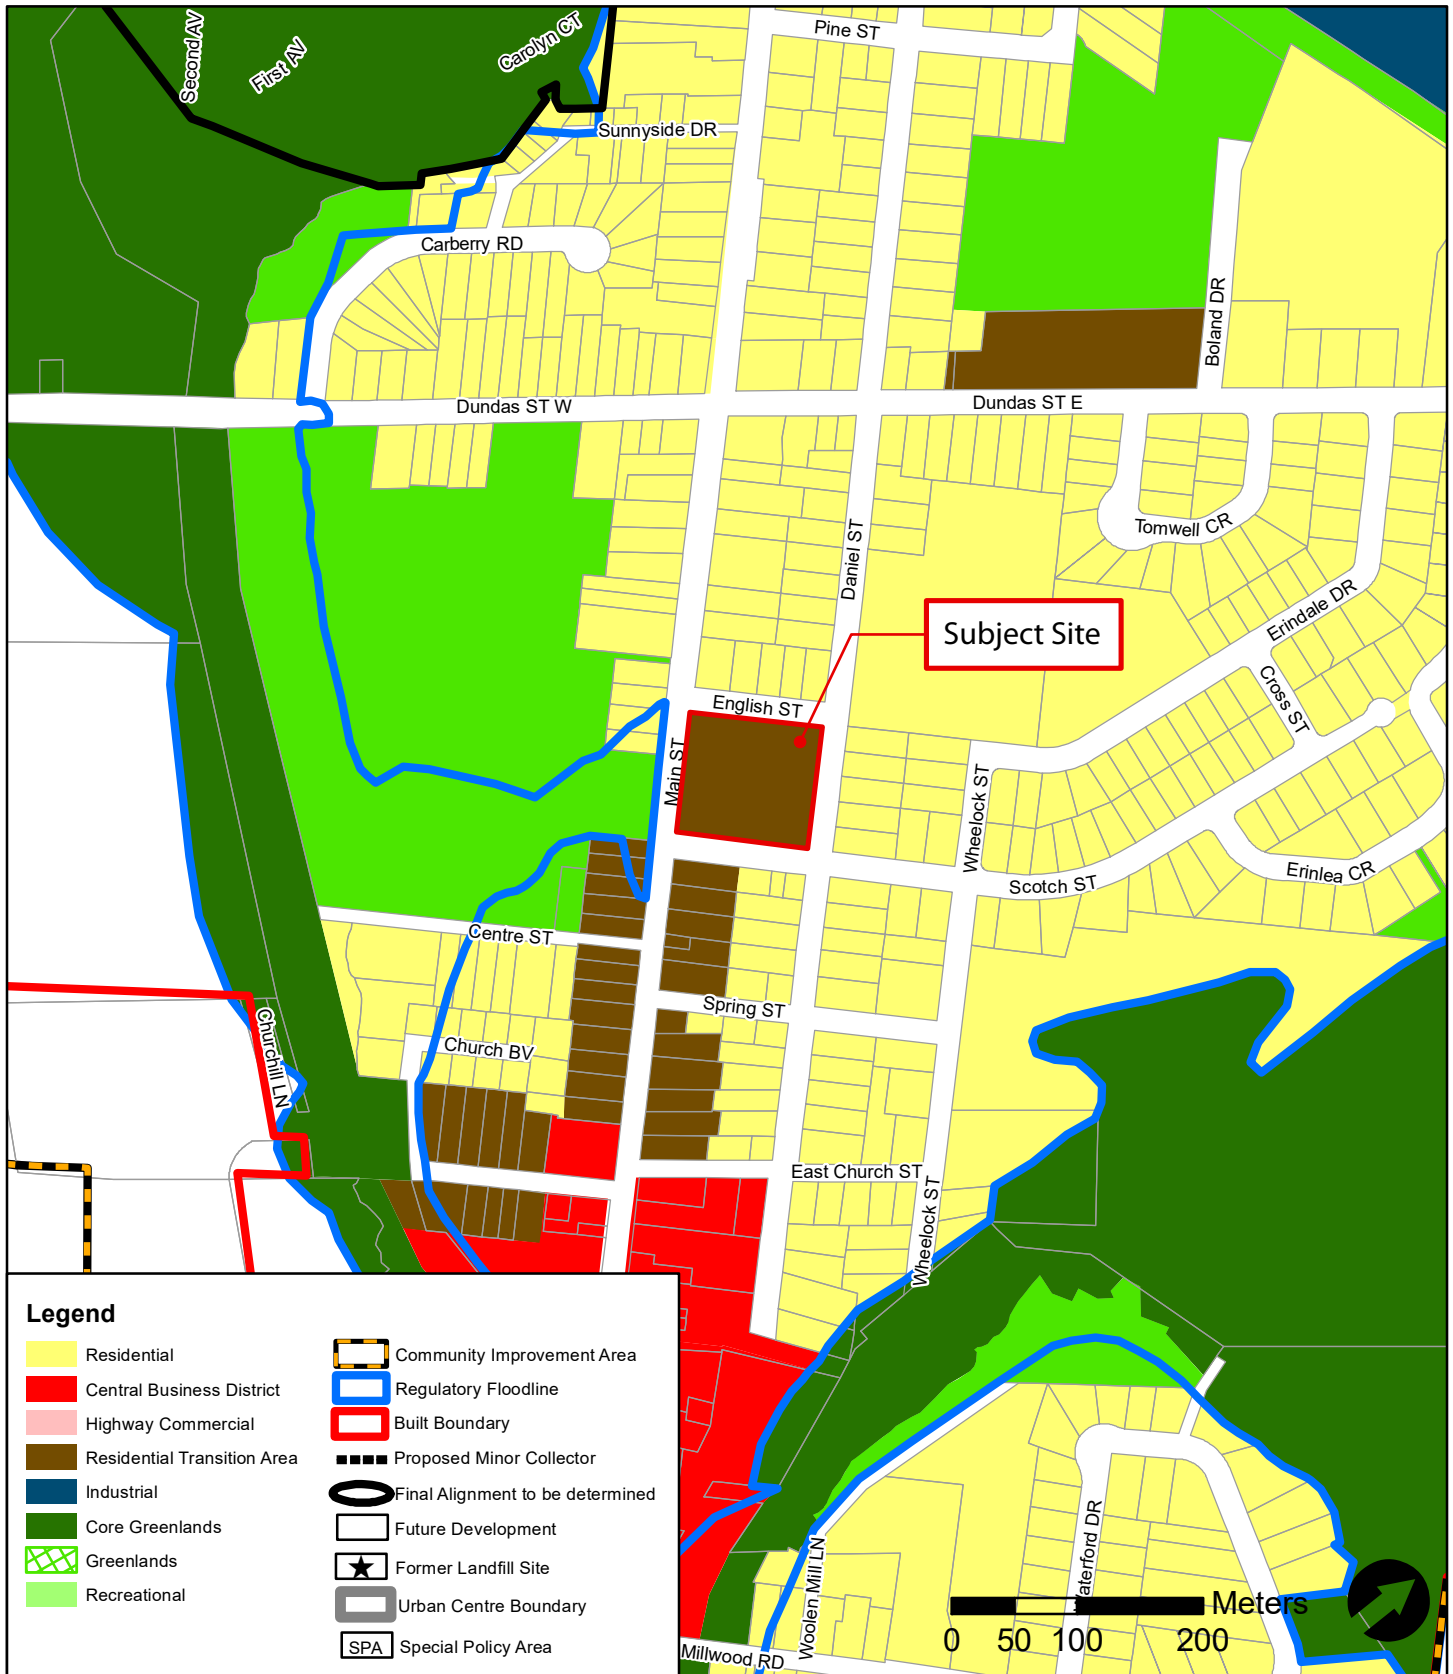 Pine ST
Second AV
First AV
Carolyn CT
Sunnyside DR
Carberry RD
Boland DR
Dundas ST W
Dundas ST E
Tomwell CR
Daniel ST
Erindale DR
Subject Site
Cross ST
English ST
Main ST
Wheelock ST
Erinlea CR
Scotch ST
Centre ST
Spring ST
Churchill LN
Church BV
East Church ST
Wheelock ST
Legend
Residential
Central Business District
Highway Commercial
Residential Transition Area
Industrial
Core Greenlands
Greenlands
Recreational
Community Improvement Area
Regulatory Floodline
Built Boundary
Proposed Minor Collector
Final Alignment to be determined
Future Development
Former Landfill Site
Urban Centre Boundary
SPA Special Policy Area
Waterford DR
Woolen Mill LN
Millwood RD
Meters
0 50 100 200